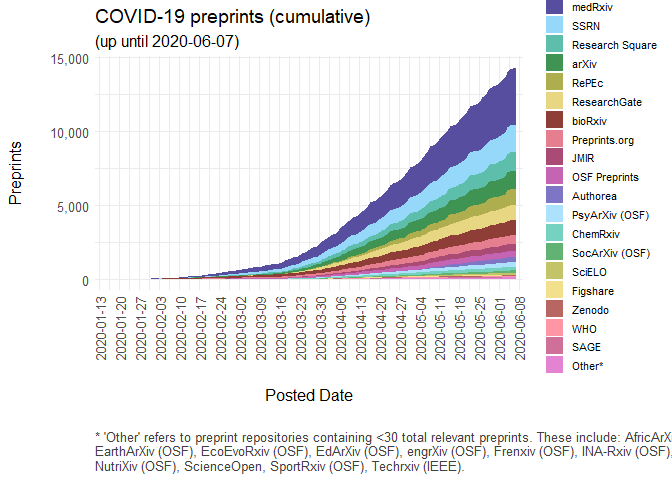 COVID-19 preprints (cumulative)
(up until 2020-06-07)
15,000
10,000
5,000
0
Preprints
2020-01-13
2020-01-20
2020-01-27
2020-02-03
2020-02-10
2020-02-17
2020-02-24
2020-03-02
2020-03-09
2020-03-16
2020-03-23
2020-03-30
2020-04-06
2020-04-13
2020-04-20
2020-04-27
2020-05-04
2020-05-11
2020-05-18
2020-05-25
2020-06-01
2020-06-08
Posted Date
medRxiv
SSRN
Research Square
arXiv
RePEc
ResearchGate
bioRxiv
Preprints.org
JMIR
OSF Preprints
Authorea
PsyArXiv (OSF)
ChemRxiv
SocArXiv (OSF)
SciELO
Figshare
Zenodo
WHO
SAGE
Other*
* 'Other' refers to preprint repositories containing <30 total relevant preprints. These include: AfricArXi
EarthArXiv (OSF), EcoEvoRxiv (OSF), EdArXiv (OSF), engrXiv (OSF), Frenxiv (OSF), INA-Rxiv (OSF),
NutriXiv (OSF), ScienceOpen, SportRxiv (OSF), Techrxiv (IEEE).